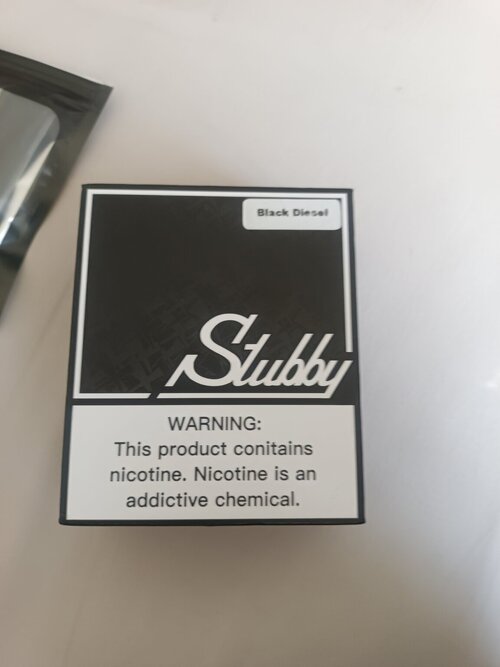 Black Diesel
Stubby
WARNING:
This product conitains
nicotine. Nicotine is an
addictive chemical.